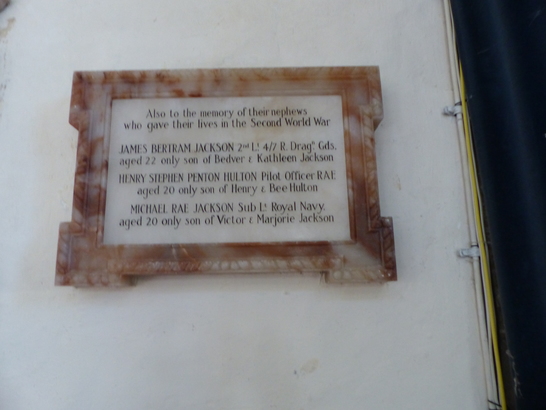 Also to the memory of their nephews
who gave their lives in the Second World War
JAMES BERTRAM JACKSON 2nd Lt 4/7 R. Dragn Gds.
aged 22 only son of Bedver & Kathleen Jackson
HENRY STEPHEN PENTON HULTON Pilot Officer RAF
aged 20 only son of Henry & Bee Hulton
MICHAEL RAE JACKSON Sub Lt Royal Navy.
aged 20 only son of Victor & Marjorie Jackson